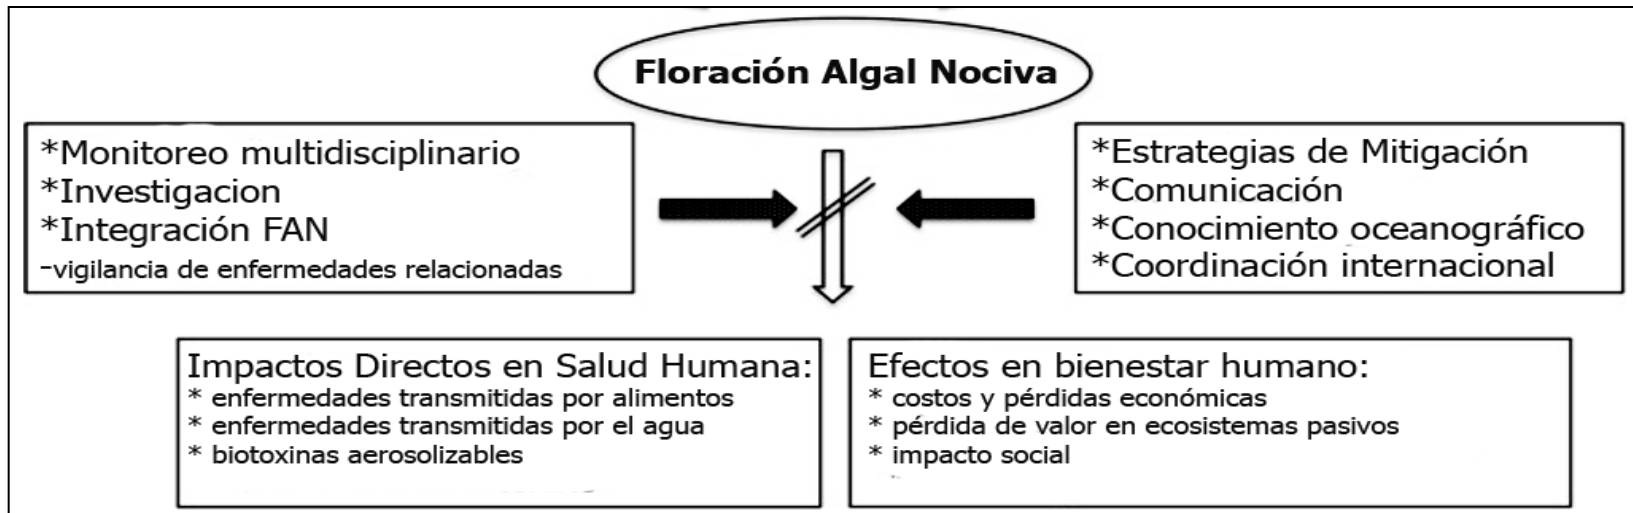 Floración Algal Nociva
*Monitoreo multidisciplinario
*Investigacion
*Integración FAN
-vigilancia de enfermedades relacionadas
*Estrategias de Mitigación
*Comunicación
*Conocimiento oceanográfico
*Coordinación internacional
Impactos Directos en Salud Humana:
* enfermedades transmitidas por alimentos
* enfermedades transmitidas por el agua
* biotoxinas aerosolizables
Efectos en bienestar humano:
* costos y pérdidas económicas
* pérdida de valor en ecosistemas pasivos
* impacto social